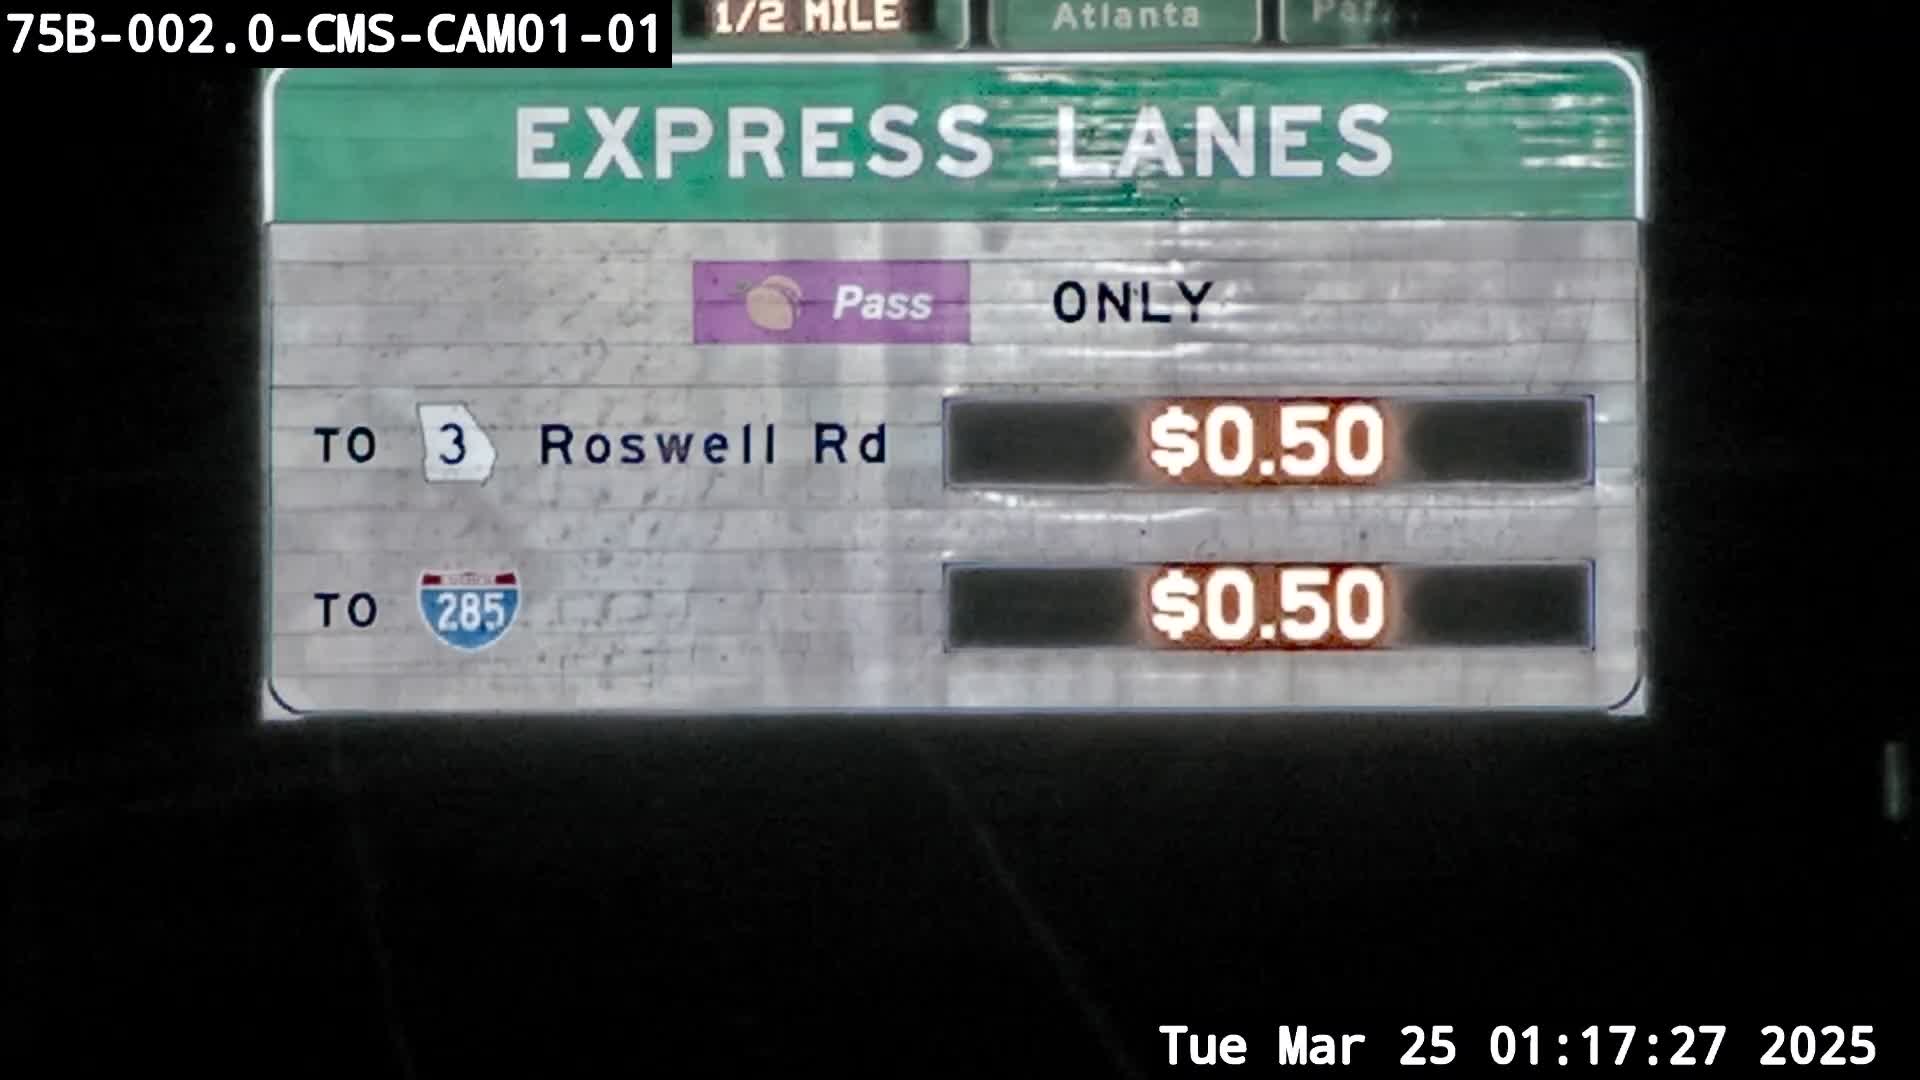 75B-002.0-CMS-CAM01-01
1/2 MILE
Atlanta
EXPRESS LANES
Pass ONLY
TO 3 Roswell Rd $0.50
TO 285 $0.50
Tue Mar 25 01:17:27 2025